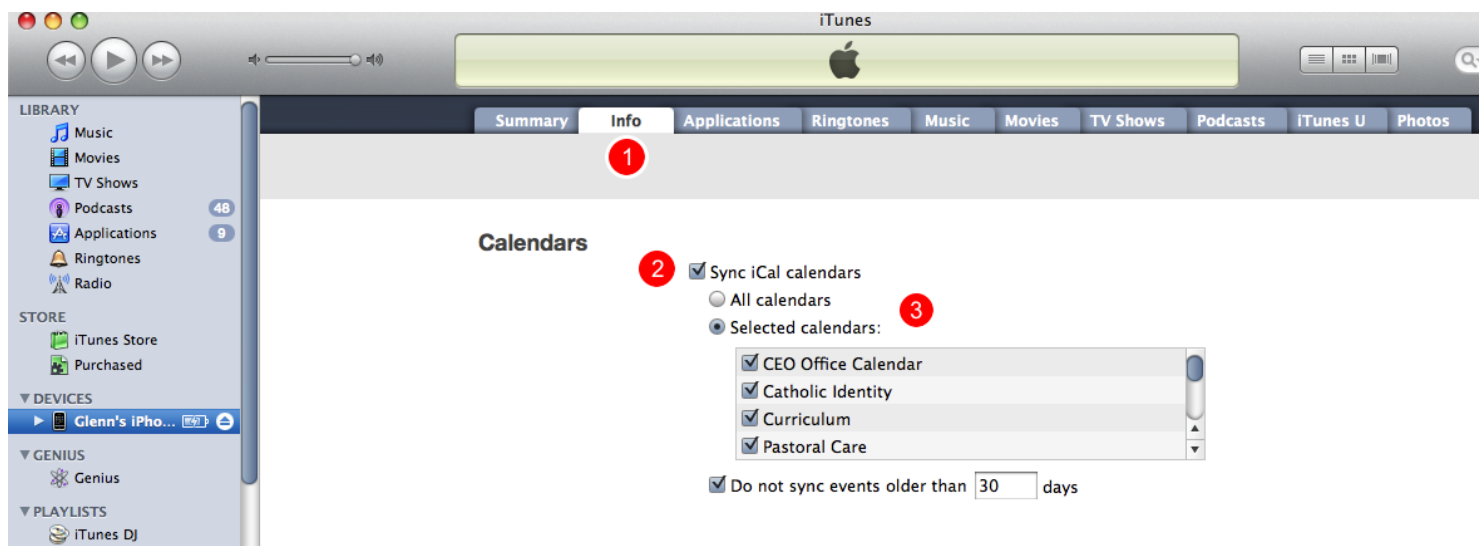 iTunes
LIBRARY
Music
Movies
TV Shows
Podcasts 48
Applications 9
Ringtones
Radio
STORE
iTunes Store
Purchased
DEVICES
Glenn's iPho...
GENIUS
Genius
PLAYLISTS
iTunes DJ
Summary Info Applications Ringtones Music Movies TV Shows Podcasts iTunes U Photos
1
Calendars
2 Sync iCal calendars
All calendars
Selected calendars: 3
CEO Office Calendar
Catholic Identity
Curriculum
Pastoral Care
Do not sync events older than 30 days